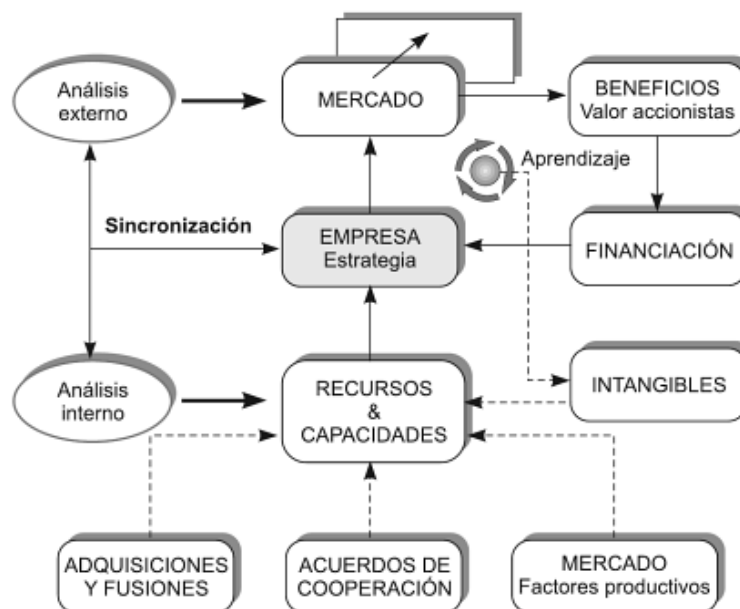 Análisis
externo
MERCADO
BENEFICIOS
Valor accionistas
Aprendizaje
Sincronización
EMPRESA
Estrategia
FINANCIACIÓN
Análisis
interno
RECURSOS
&
CAPACIDADES
INTANGIBLES
ADQUISICIONES
Y FUSIONES
ACUERDOS DE
COOPERACIÓN
MERCADO
Factores productivos